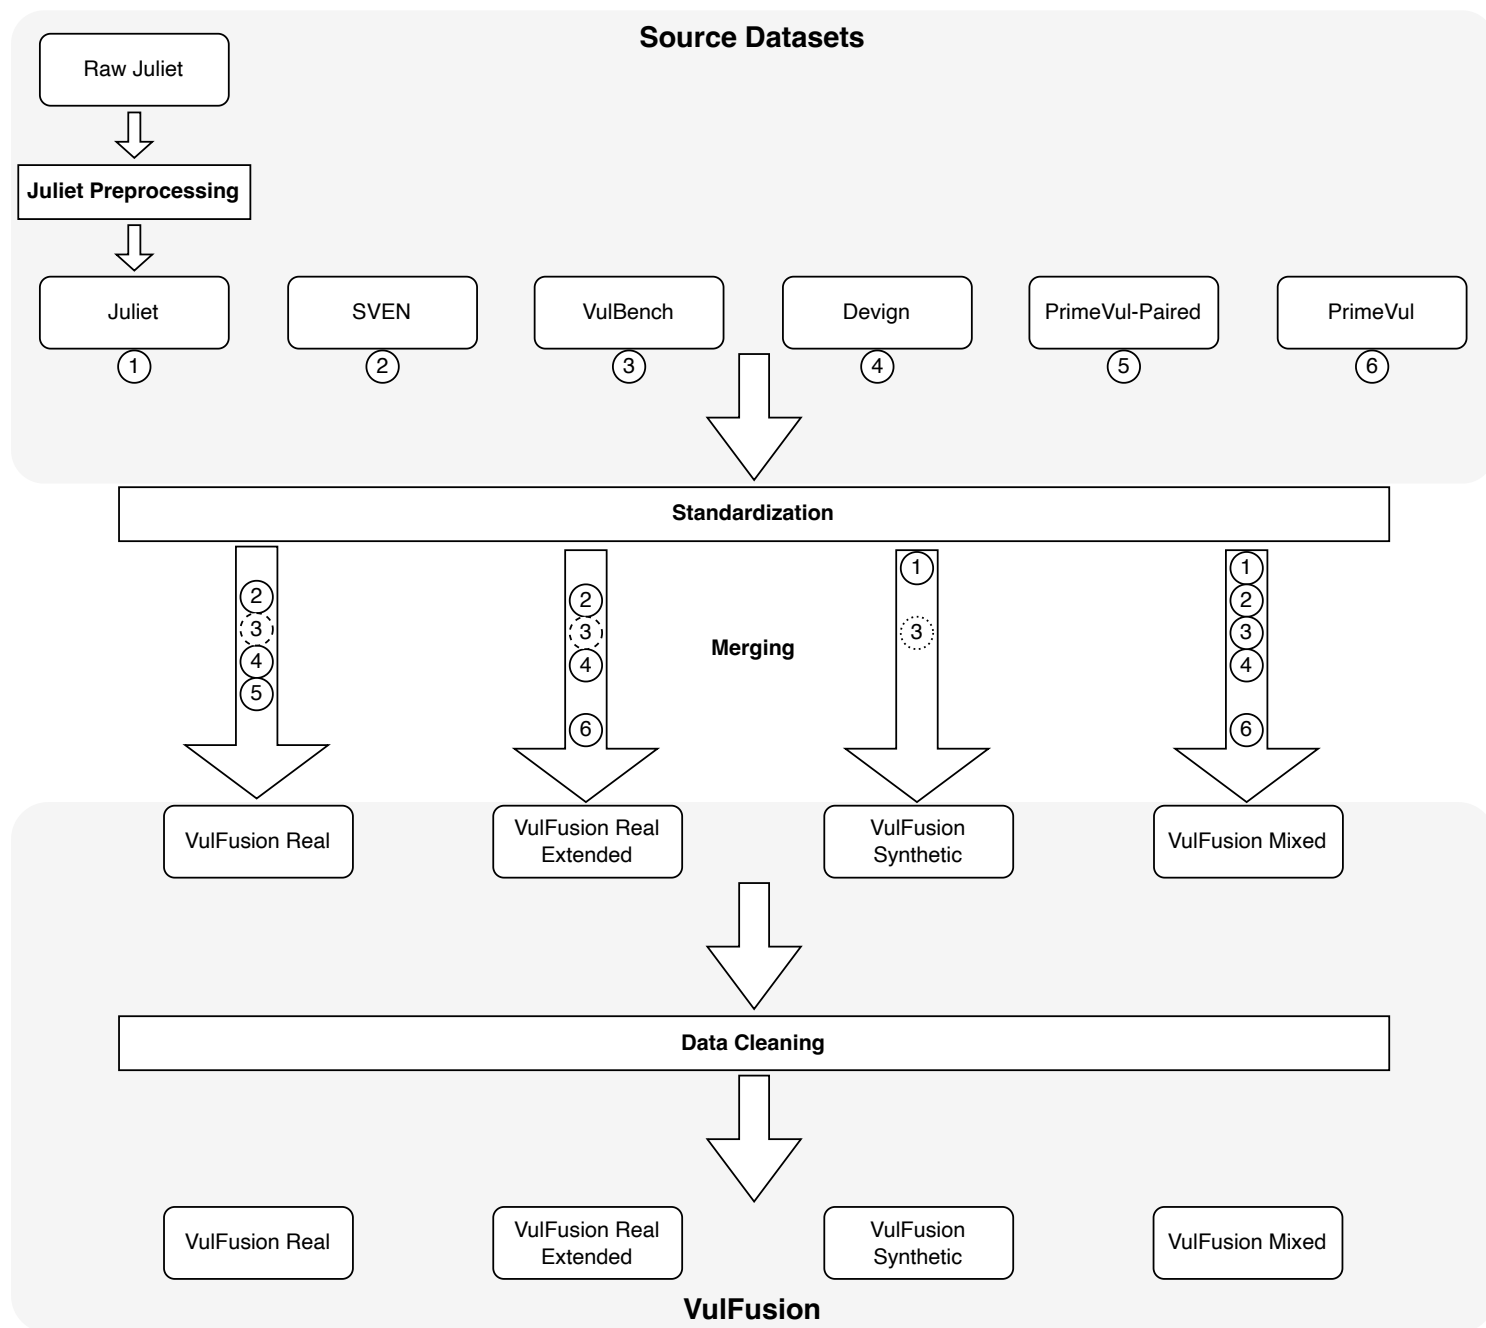 Source Datasets
Raw Juliet
Juliet Preprocessing
Juliet
SVEN
VulBench
Devign
PrimeVul-Paired
PrimeVul
1
2
3
4
5
6
Standardization
2
3
4
5
2
3
4
6
Merging
1
3
1
2
3
4
6
VulFusion Real
VulFusion Real
Extended
VulFusion
Synthetic
VulFusion Mixed
Data Cleaning
VulFusion Real
VulFusion Real
Extended
VulFusion
Synthetic
VulFusion Mixed
VulFusion